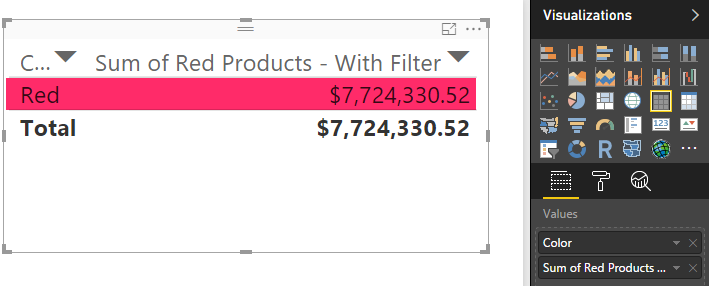 C... Sum of Red Products - With Filter
Red $7,724,330.52
Total $7,724,330.52
Visualizations
123
R
Values
Color
Sum of Red Products ...